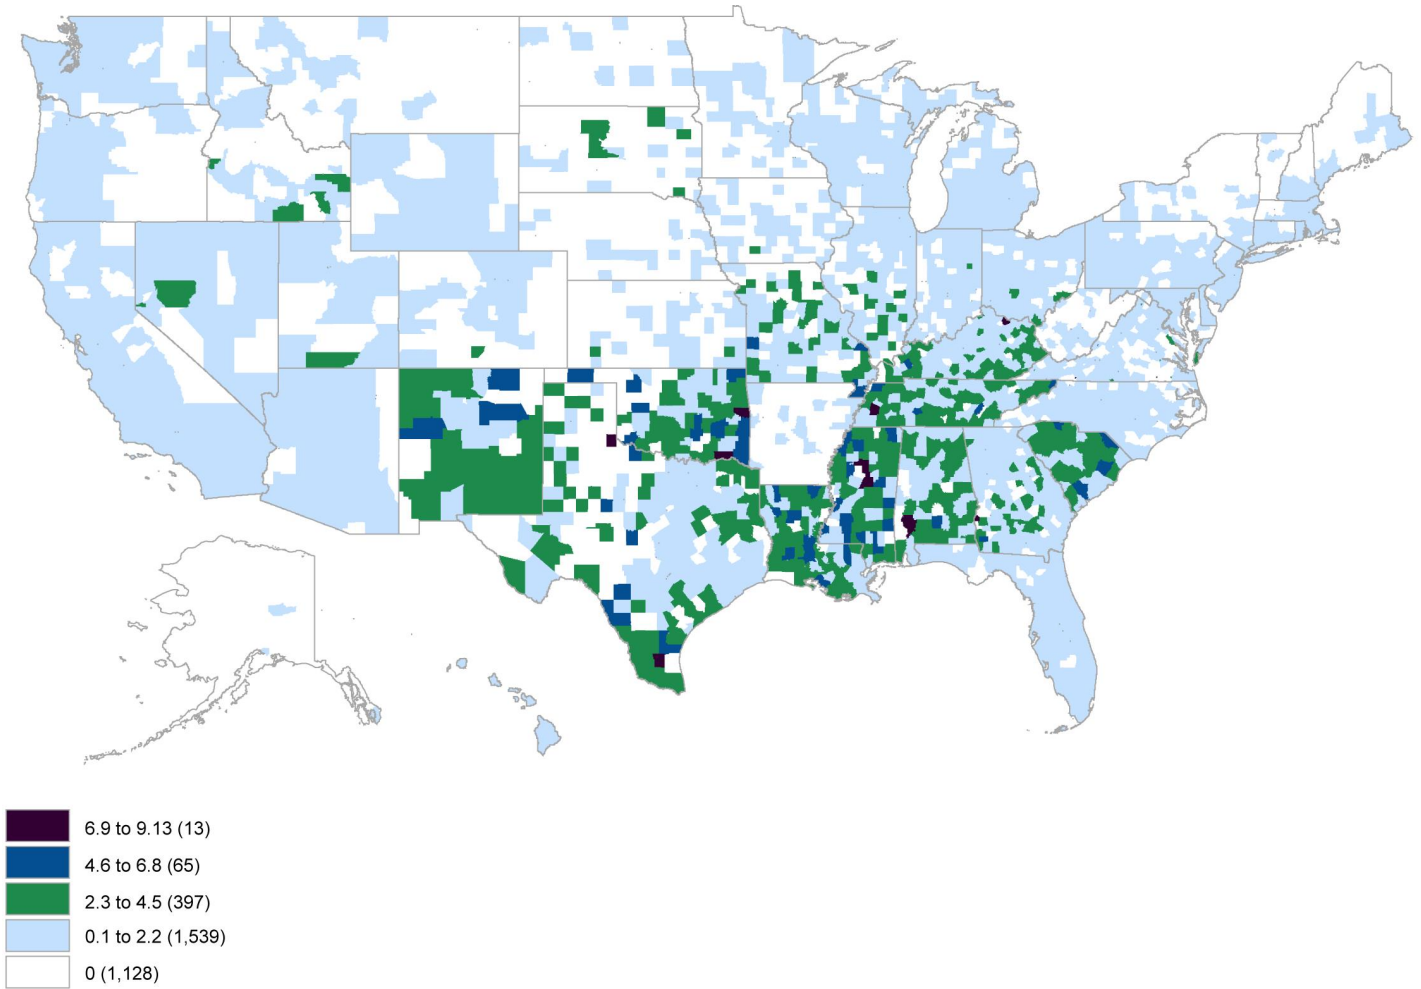 6.9 to 9.13 (13)
4.6 to 6.8 (65)
2.3 to 4.5 (397)
0.1 to 2.2 (1,539)
0 (1,128)